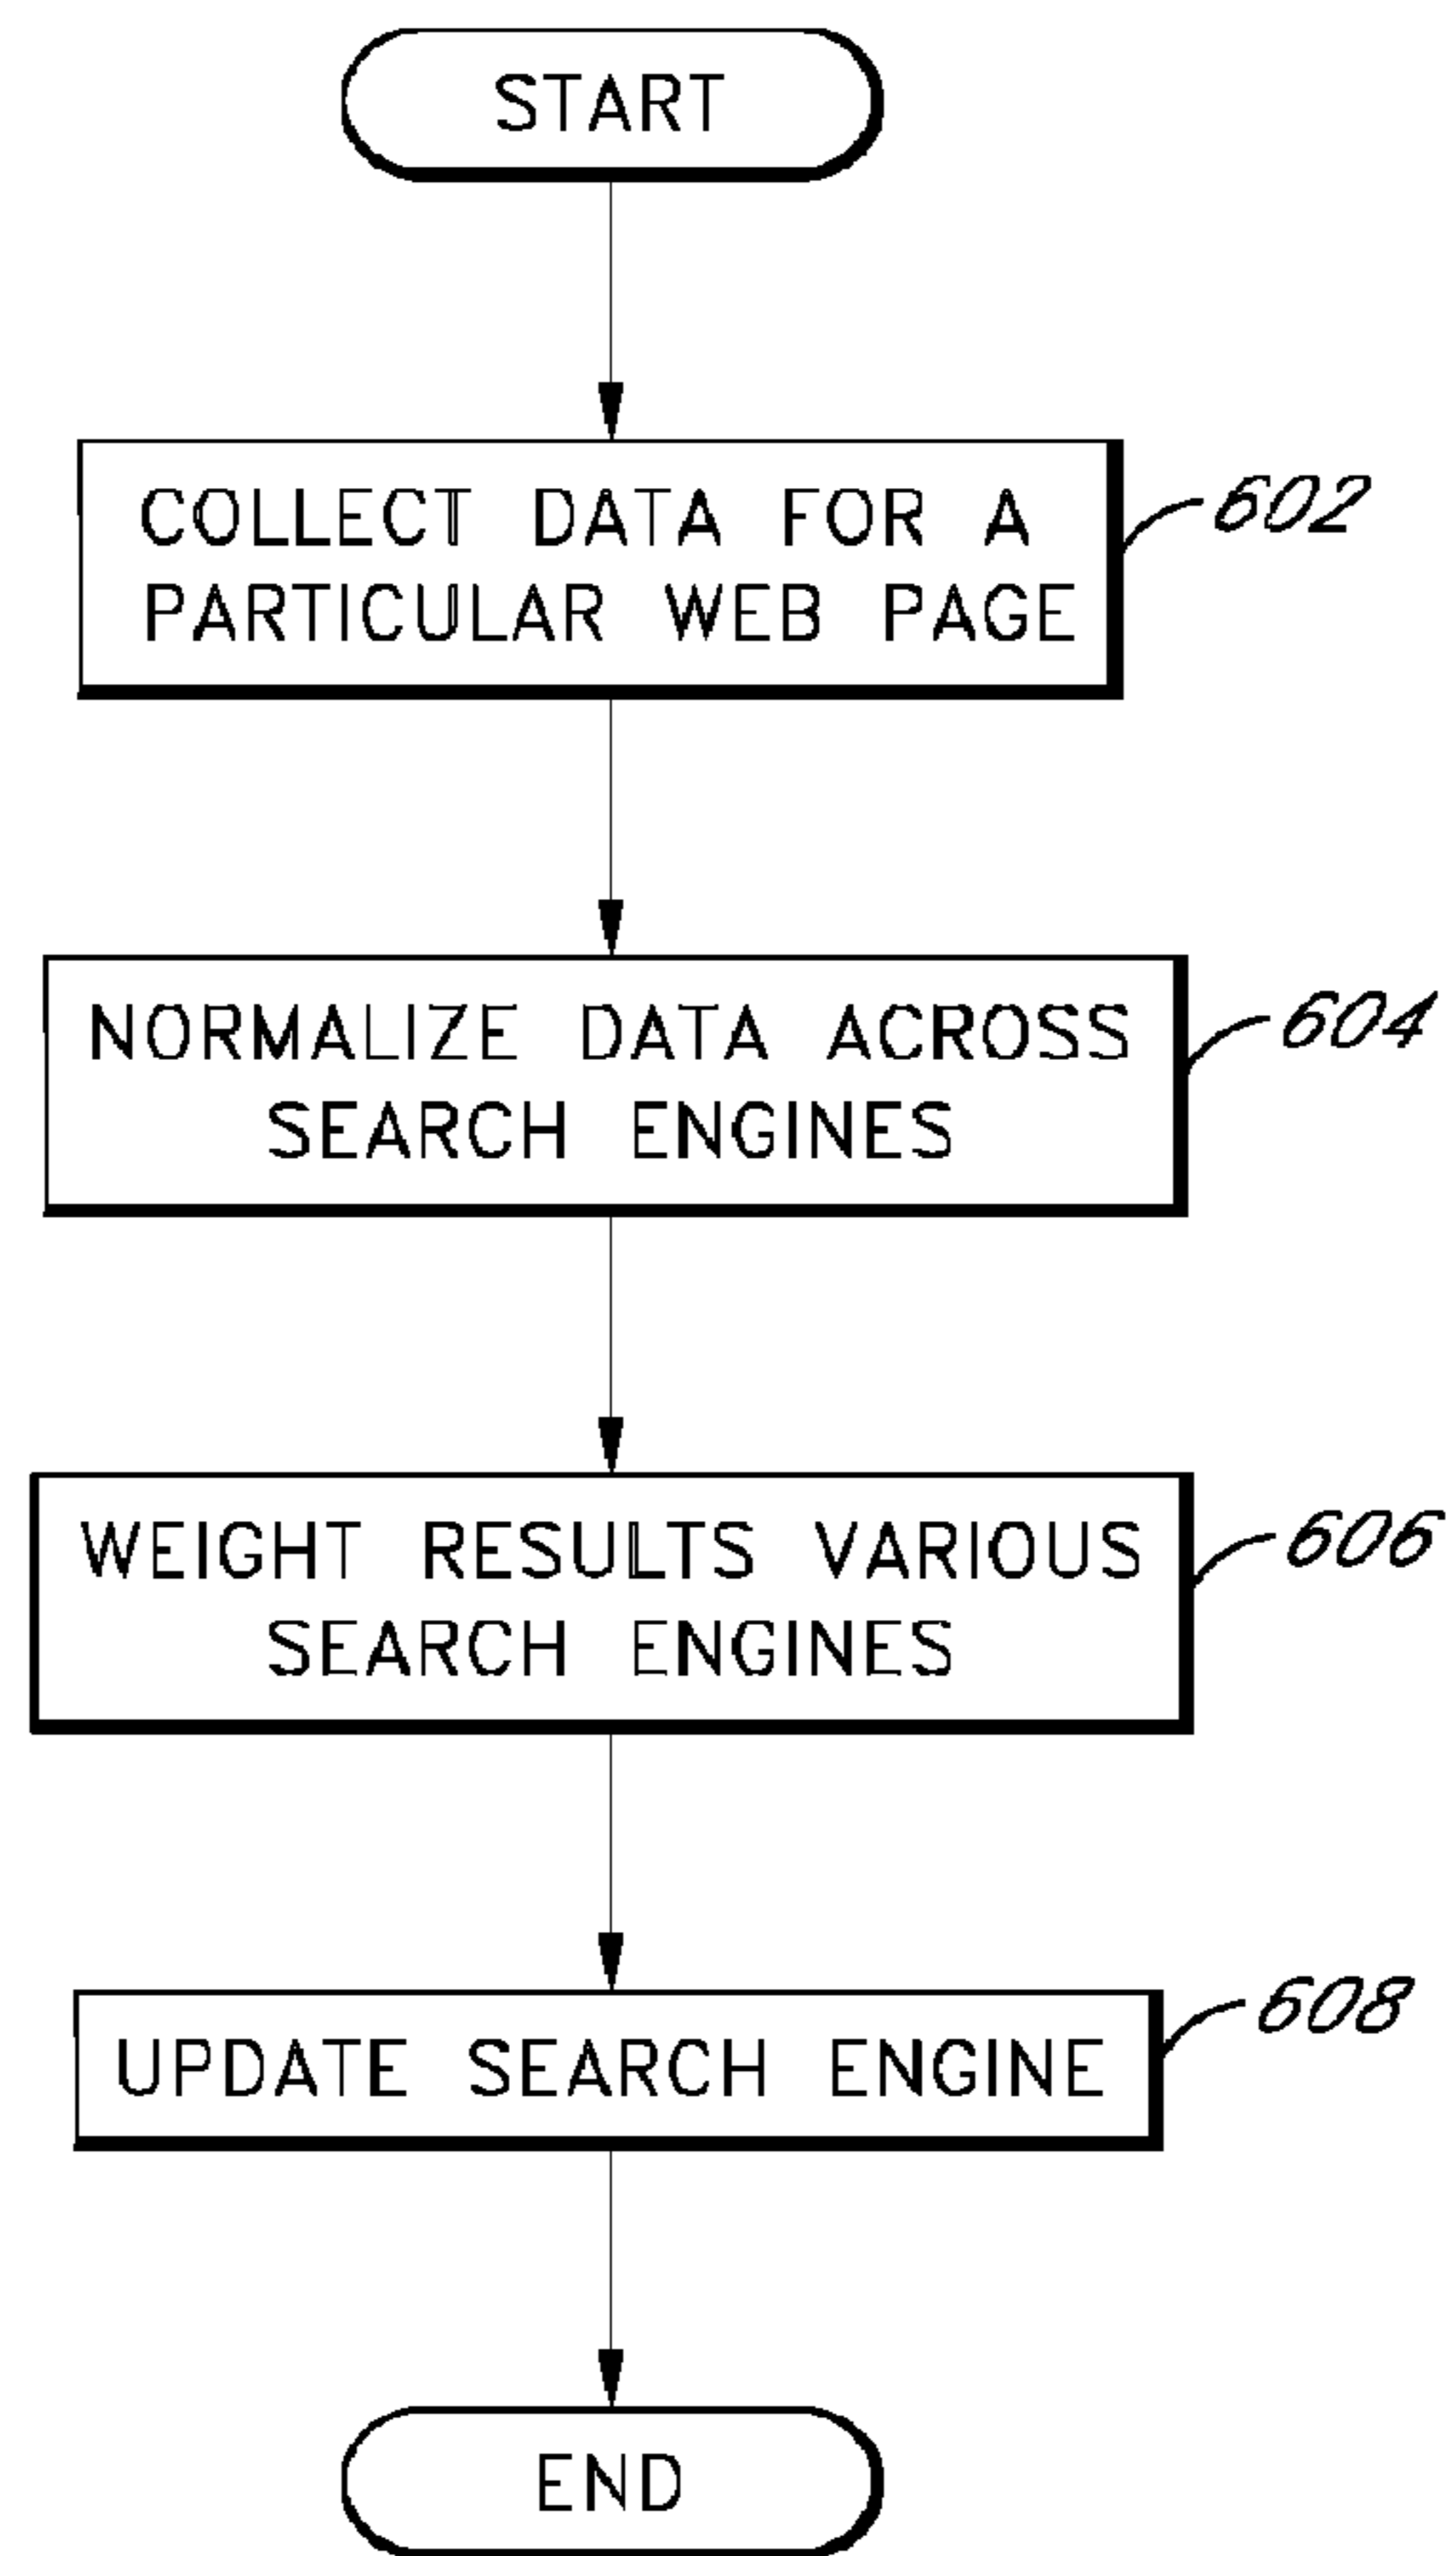 START
COLLECT DATA FOR A
PARTICULAR WEB PAGE
602
NORMALIZE DATA ACROSS
SEARCH ENGINES
604
WEIGHT RESULTS VARIOUS
SEARCH ENGINES
606
UPDATE SEARCH ENGINE
608
END